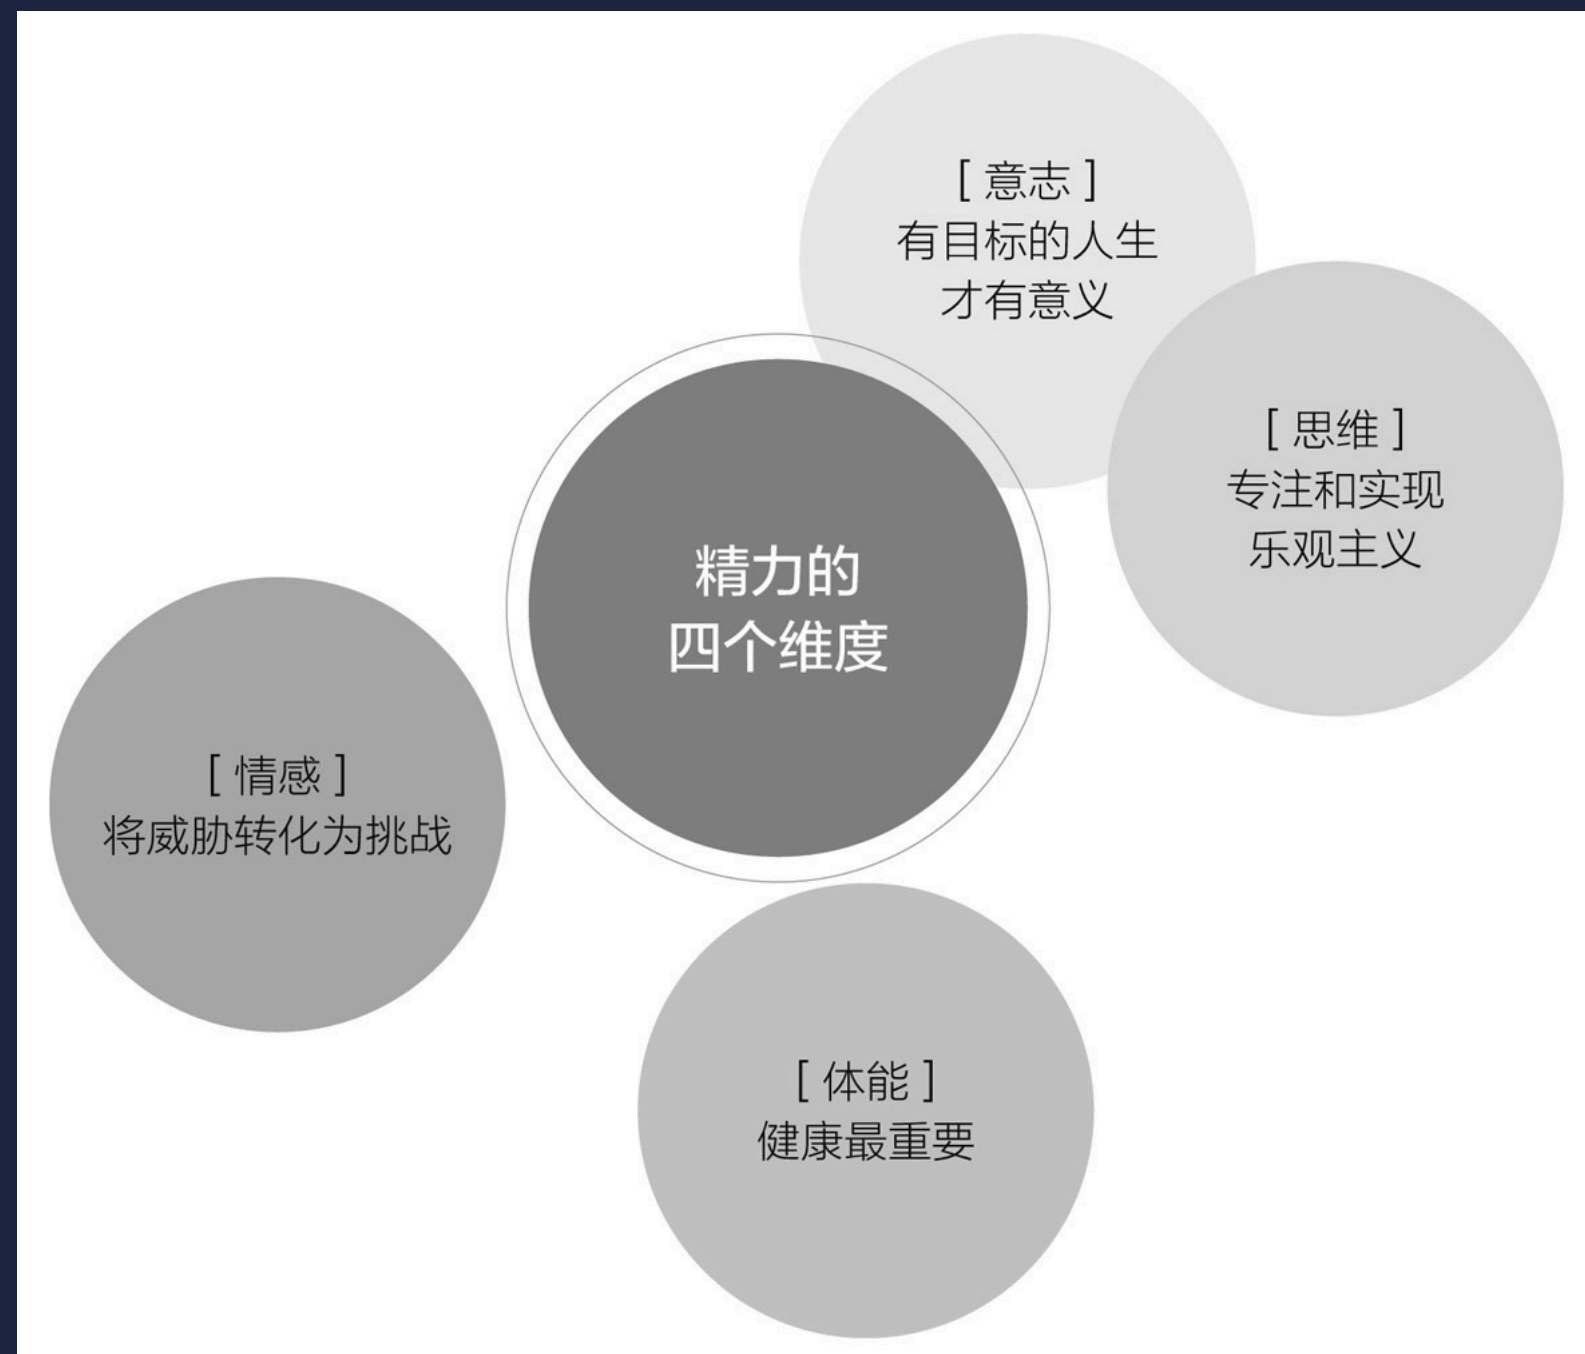 [ 意志 ]
有目标的人生
才有意义
[ 思维 ]
专注和实现
乐观主义
精力的
四个维度
[ 情感 ]
将威胁转化为挑战
[ 体能 ]
健康最重要